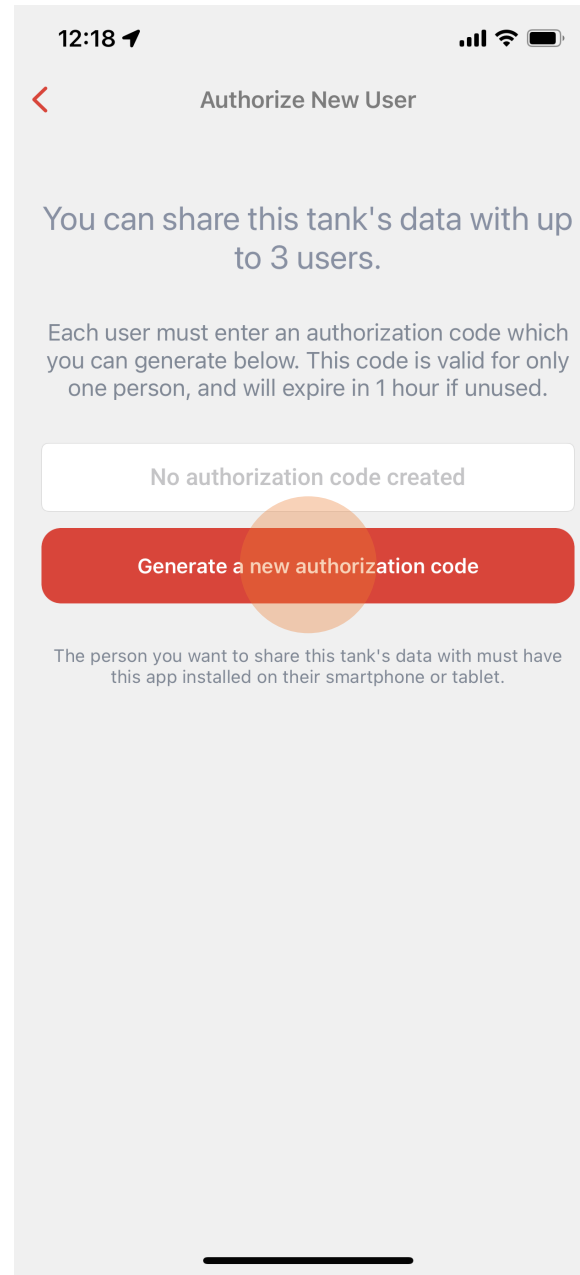 12:18
Authorize New User
You can share this tank's data with up
to 3 users.
Each user must enter an authorization code which
you can generate below. This code is valid for only
one person, and will expire in 1 hour if unused.
No authorization code created
Generate a new authorization code
The person you want to share this tank's data with must have
this app installed on their smartphone or tablet.